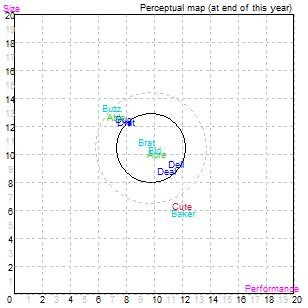 Size
Perceptual map (at end of this year)
20
19
18
17
16
15
14
13
12
11
10
9
8
7
6
5
4
3
2
1
Buzz
Brat
Bid
Able
Acre
Dell
Deal
Cute
Baker
Performance
0 1 2 3 4 5 6 7 8 9 10 11 12 13 14 15 16 17 18 19 20